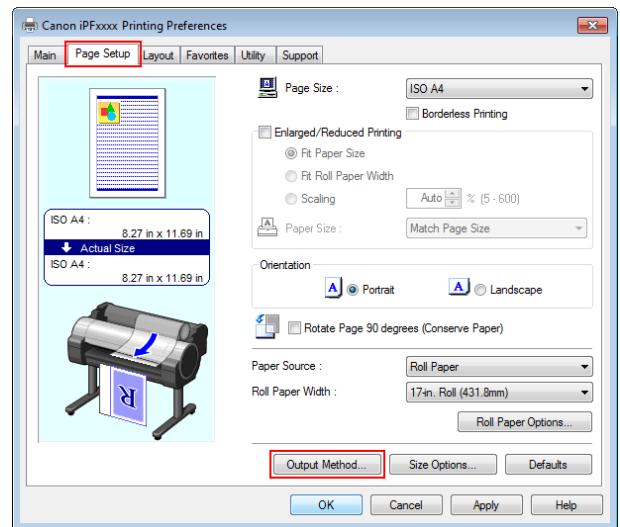 Canon iPFxxxx Printing Preferences
Main Page Setup Layout Favorites Utility Support
Page Size : ISO A4
Borderless Printing
Enlarged/Reduced Printing
Fit Paper Size
Fit Roll Paper Width
Scaling Auto % (5 - 600)
Paper Size : Match Page Size
ISO A4 :
8.27 in x 11.69 in
Actual Size
ISO A4 :
8.27 in x 11.69 in
Orientation
A Portrait A Landscape
Rotate Page 90 degrees (Conserve Paper)
Paper Source : Roll Paper
Roll Paper Width : 17-in. Roll (431.8mm)
Roll Paper Options...
R
Output Method... Size Options... Defaults
OK Cancel Apply Help